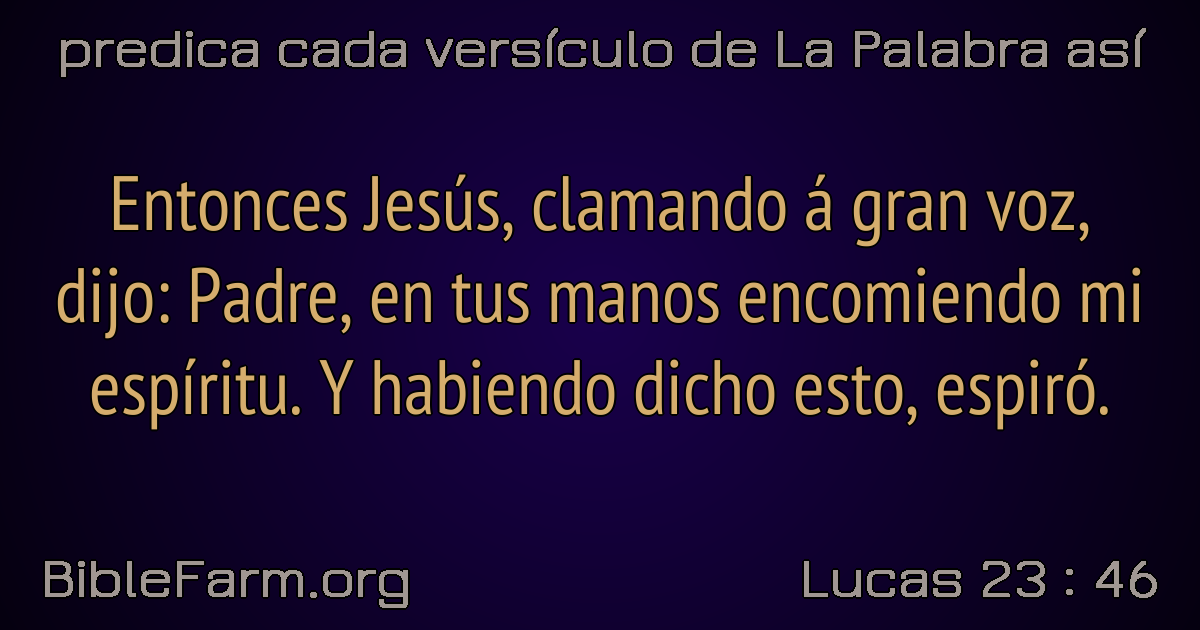 predica cada versículo de La Palabra así
Entonces Jesús, clamando á gran voz,
dijo: Padre, en tus manos encomiendo mi
espíritu. Y habiendo dicho esto, espiró.
BibleFarm.org
Lucas 23 : 46